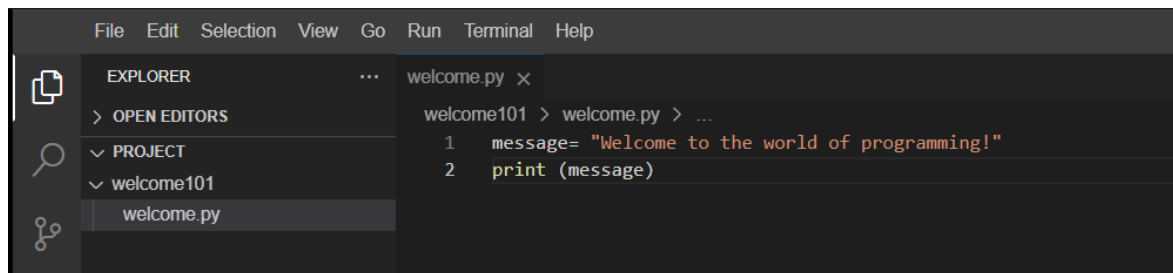 File Edit Selection View Go Run Terminal Help
EXPLORER ...
> OPEN EDITORS
PROJECT
welcome101
welcome.py
welcome.py ×
welcome101 > welcome.py > ...
1 message= "Welcome to the world of programming!"
2 print (message)